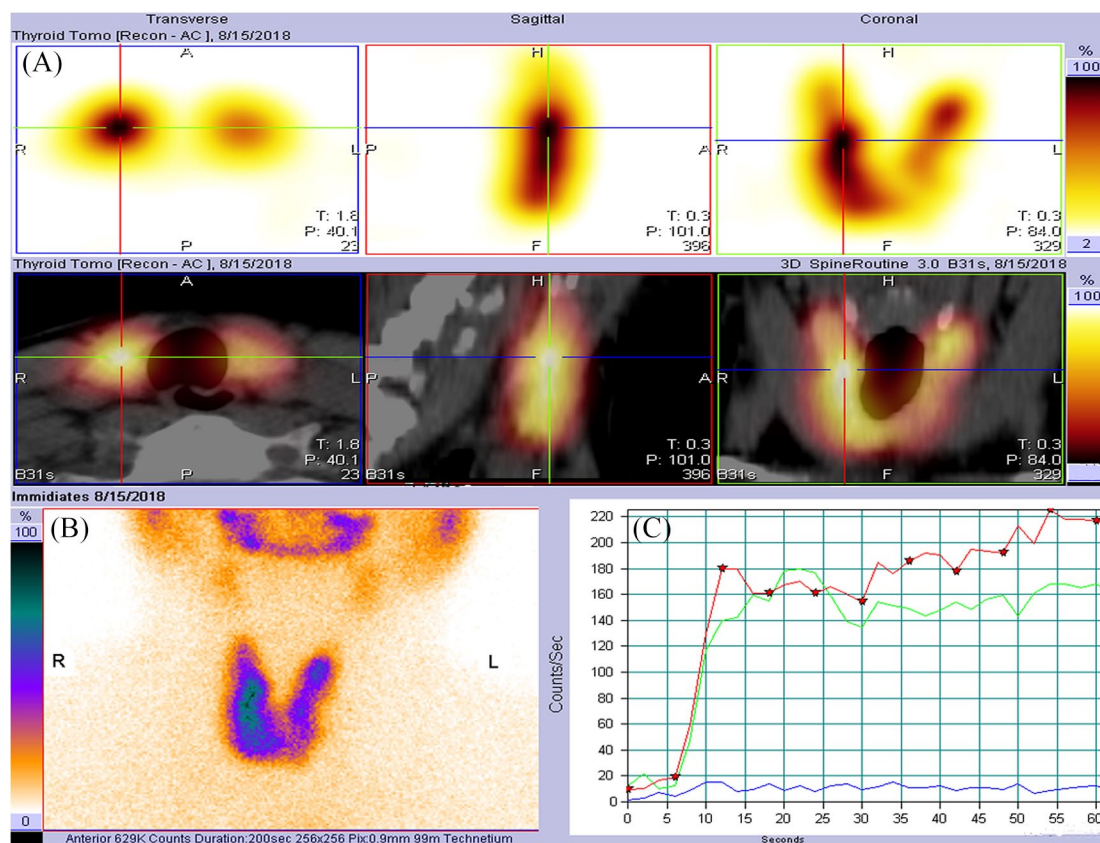 Transverse Sagittal Coronal
Thyroid Tomo [Recon - AC ], 8/15/2018
(A) A H H %
100
R L P A R L
T: 1.8 T: 0.3 T: 0.3
P: 40.1 P: 101.0 P: 84.0 2
P 23 F 396 F 329
Thyroid Tomo [Recon - AC ], 8/15/2018 3D SpineRoutine 3.0 B31s, 8/15/2018 %
A H H 100
R L P A R L
T: 1.8 T: 0.3 T: 0.3
P: 40.1 P: 101.0 P: 84.0
B31s P 23 B31s F 396 B31s F 329
Immidiates 8/15/2018
%
100
(B)
R L
0
Anterior 629K Counts Duration:200sec 256x256 Pix:0.9mm 99m Technetium
(C)
Counts/Sec
220
200
180
160
140
120
100
80
60
40
20
0
0 5 10 15 20 25 30 35 40 45 50 55 60
Seconds